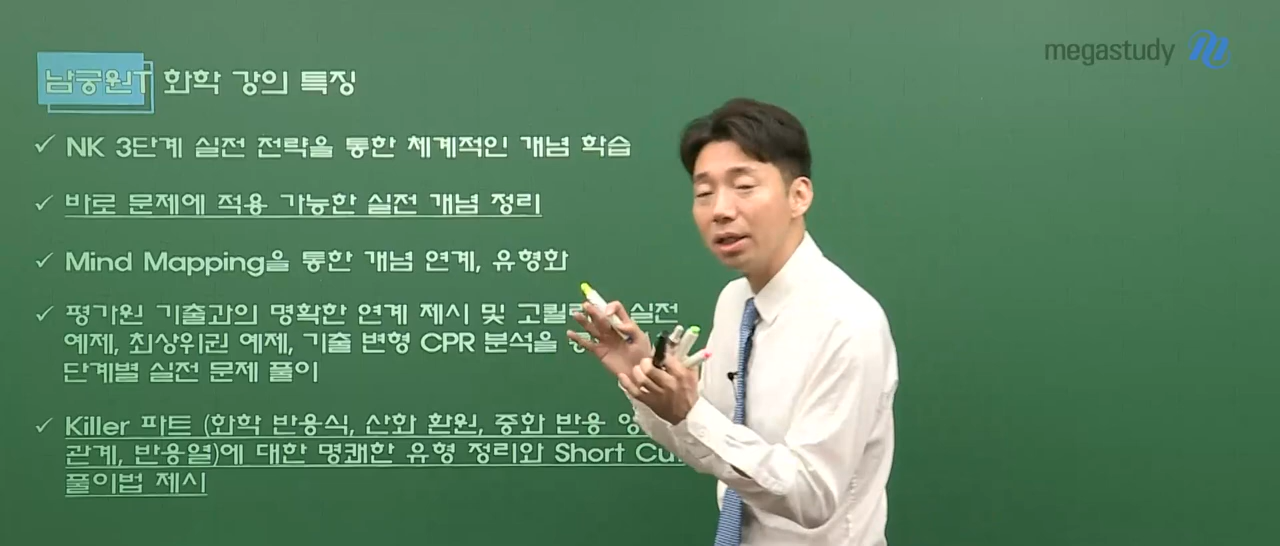 megastudy
남궁원T 화학 강의 특징
✓ NK 3단계 실전 전략을 통한 체계적인 개념 학습
✓ 바로 문제에 적용 가능한 실전 개념 정리
✓ Mind Mapping을 통한 개념 연계, 유형화
✓ 평가원 기출과의 명확한 연계 제시 및 고퀄 실전
예제, 최상위권 예제, 기출 변형 CPR 분석을
단계별 실전 문제 풀이
✓ Killer 파트 (화학 반응식, 산화 환원, 중화 반응
관계, 반응열)에 대한 명쾌한 유형 정리와 Short
풀이법 제시